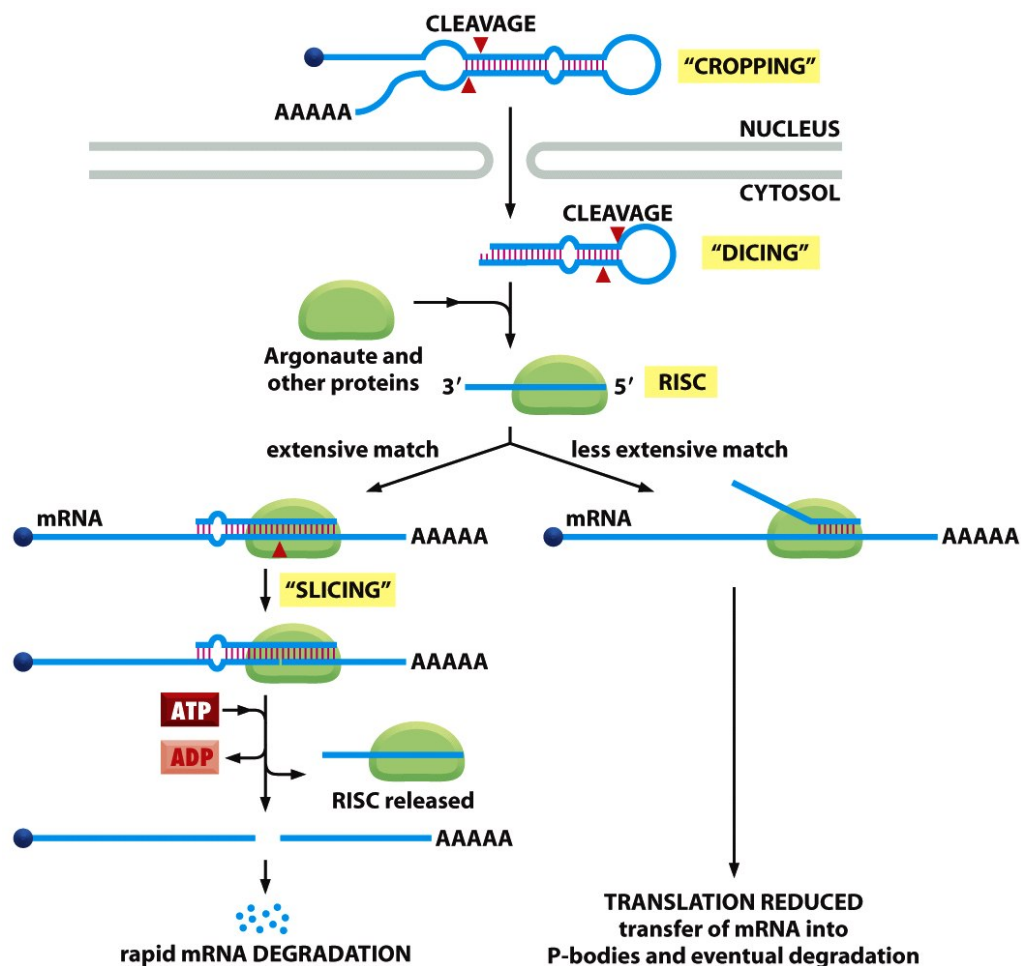 CLEAVAGE
“CROPPING”
AAAAA
NUCLEUS
CYTOSOL
CLEAVAGE
“DICING”
Argonaute and
other proteins
3′
5′
RISC
extensive match
less extensive match
mRNA
AAAAA
mRNA
AAAAA
“SLICING”
AAAAA
ATP
ADP
RISC released
AAAAA
rapid mRNA DEGRADATION
TRANSLATION REDUCED
transfer of mRNA into
P-bodies and eventual degradation